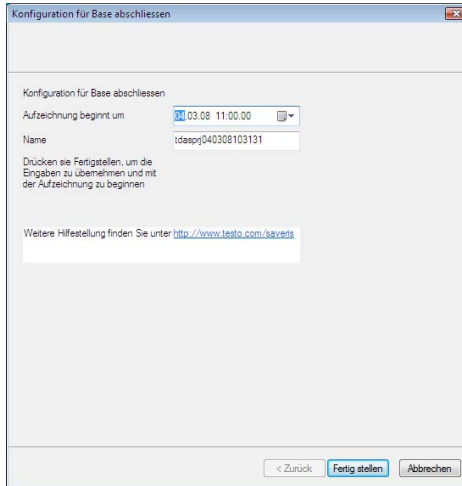 Konfiguration für Base abschliessen
Konfiguration für Base abschliessen
Aufzeichnung beginnt um 04.03.08 11:00.00
Name tdasprj040308103131
Drücken sie Fertigstellen, um die
Eingaben zu übernehmen und mit
der Aufzeichnung zu beginnen
Weitere Hilfestellung finden Sie unter http://www.testo.com/saveris
< Zurück Fertig stellen Abbrechen